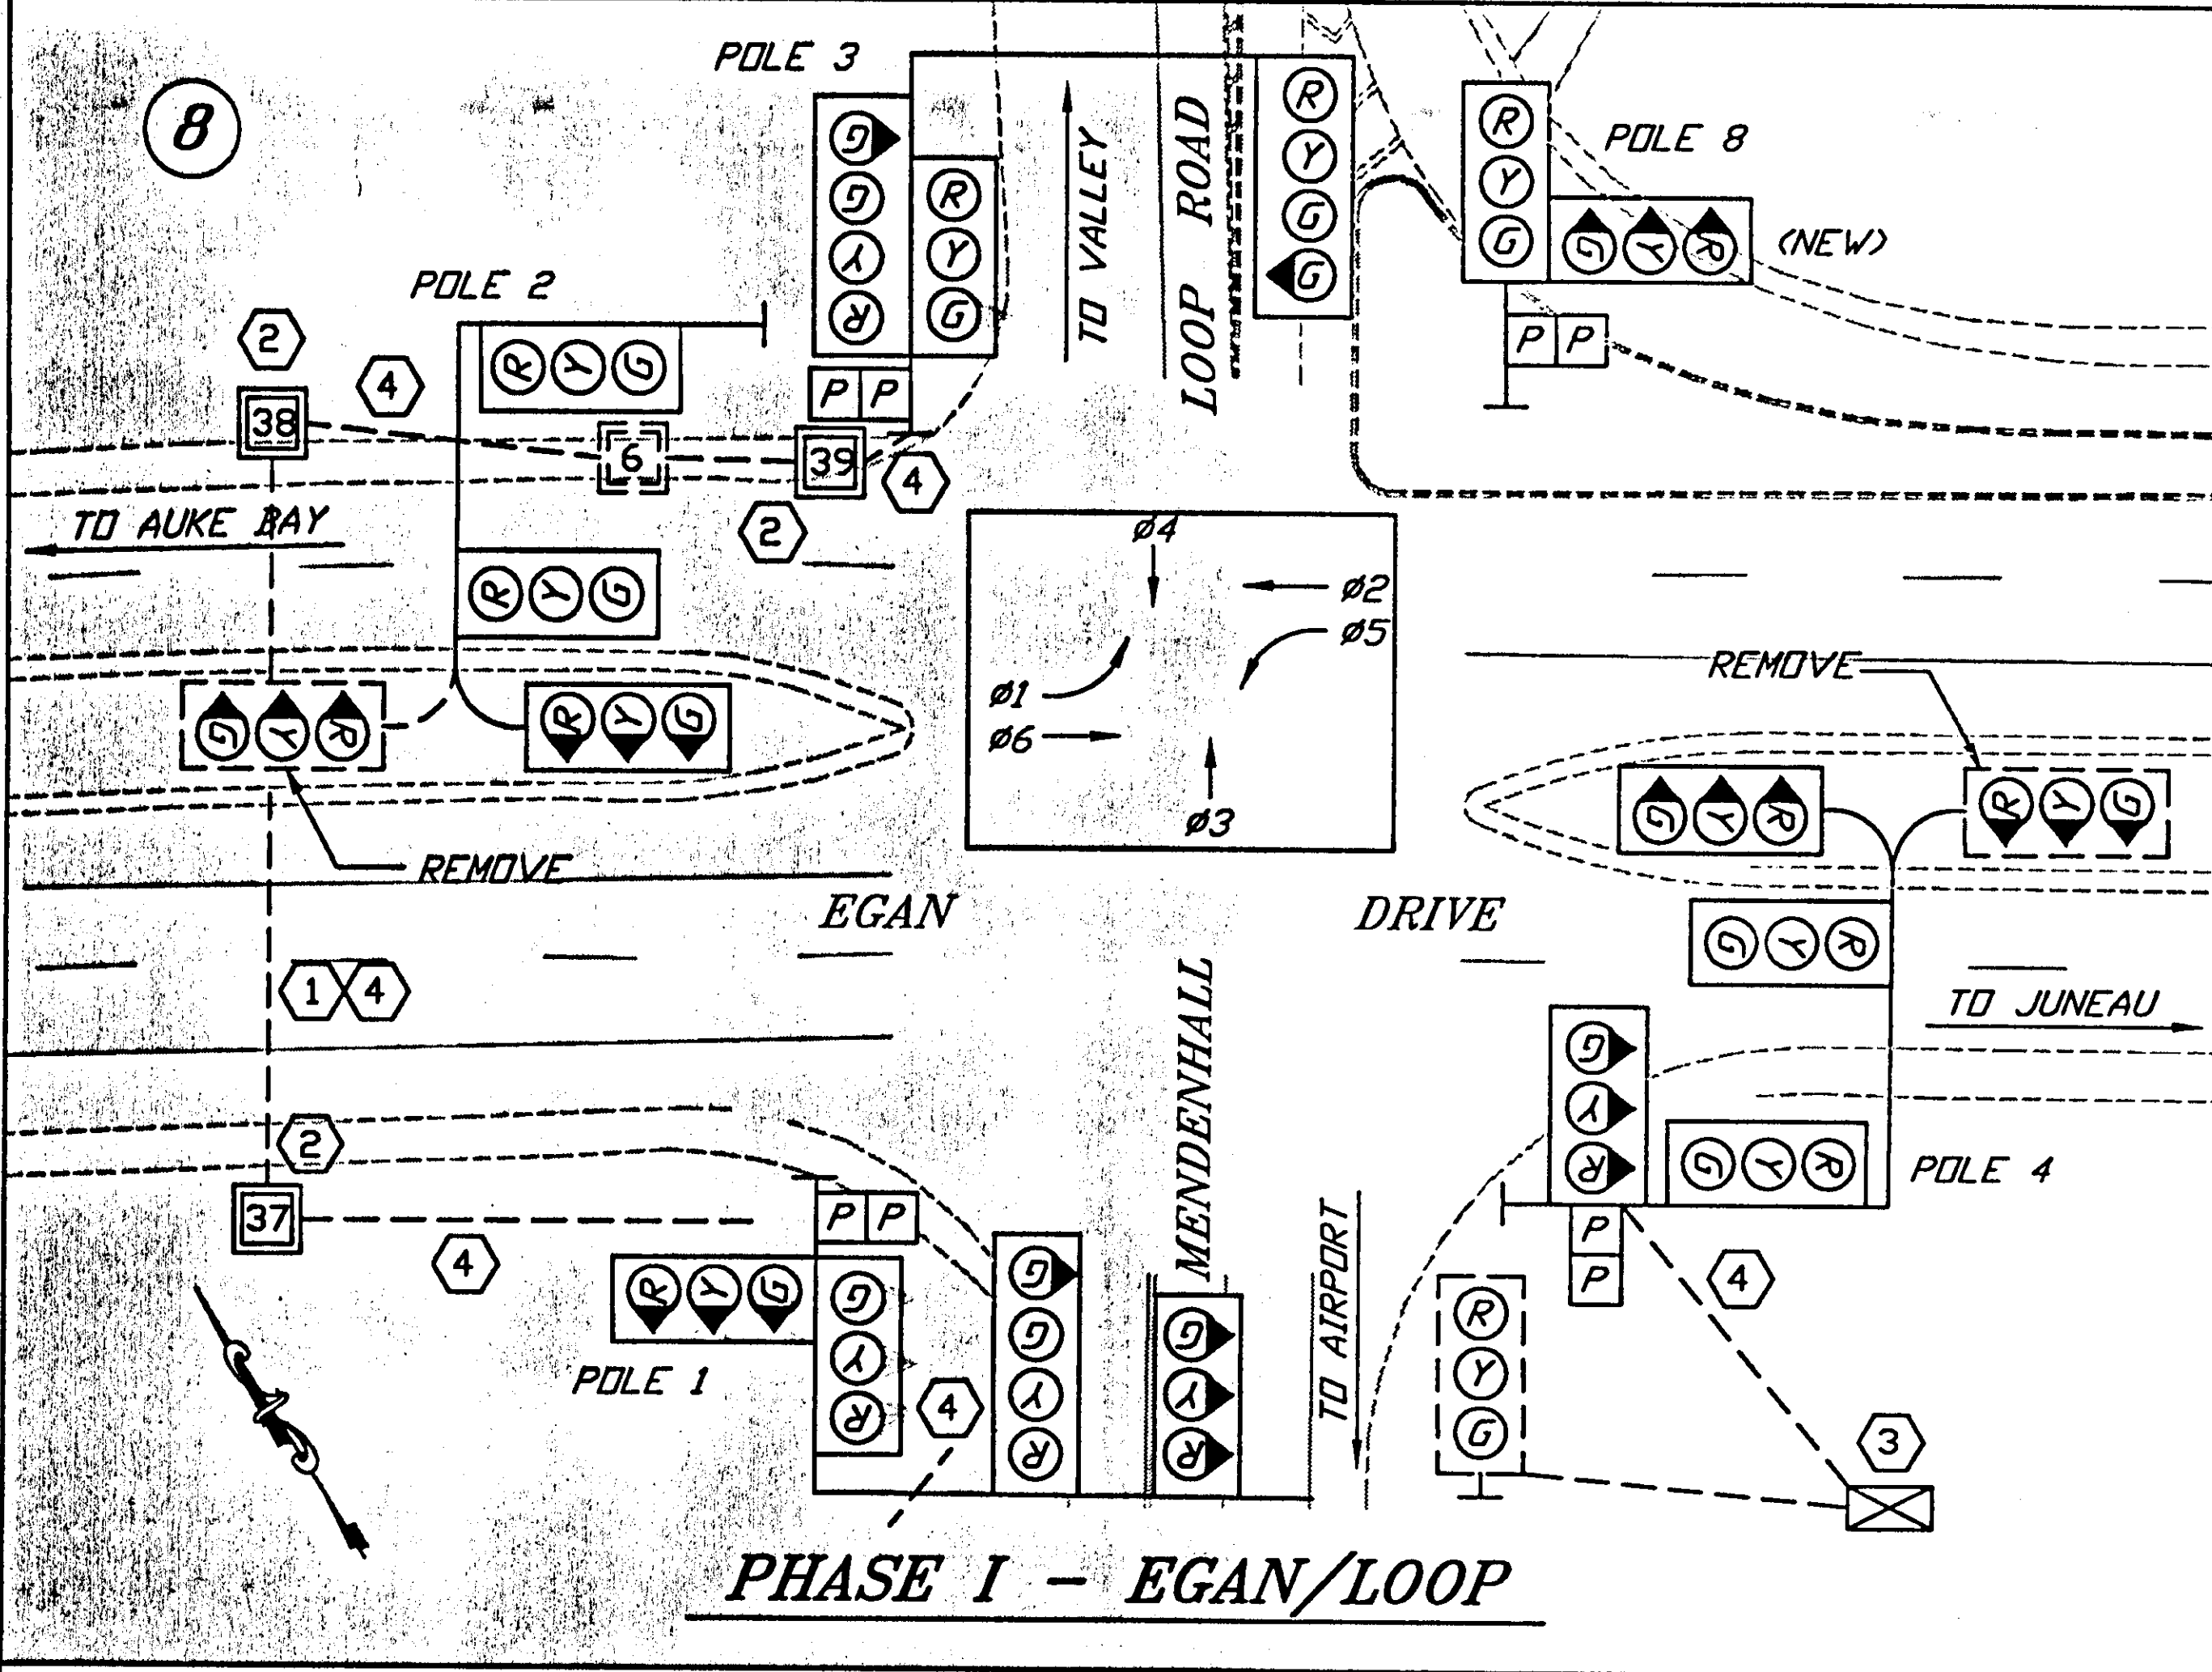 8
POLE 3
G
G
Y
R
R
Y
G
P P
TO VALLEY
LOOP ROAD
R
Y
G
G
R
Y
G
POLE 8
G Y R
(NEW)
P P
POLE 2
R Y G
2
4
38
6
39
4
2
TO AUKE BAY
R Y G
G Y R
R Y G
REMOVE
ø4
ø2
ø5
ø1
ø6
ø3
REMOVE
G Y R
R Y G
EGAN DRIVE
G Y R
TO JUNEAU
1 4
2
37
4
MENDENHALL
G
Y
R
G Y R
POLE 4
P
P
4
P P
R Y G
G
Y
R
POLE 1
4
G
G
Y
R
G
Y
R
TO AIRPORT
R
Y
G
3
PHASE I - EGAN/LOOP